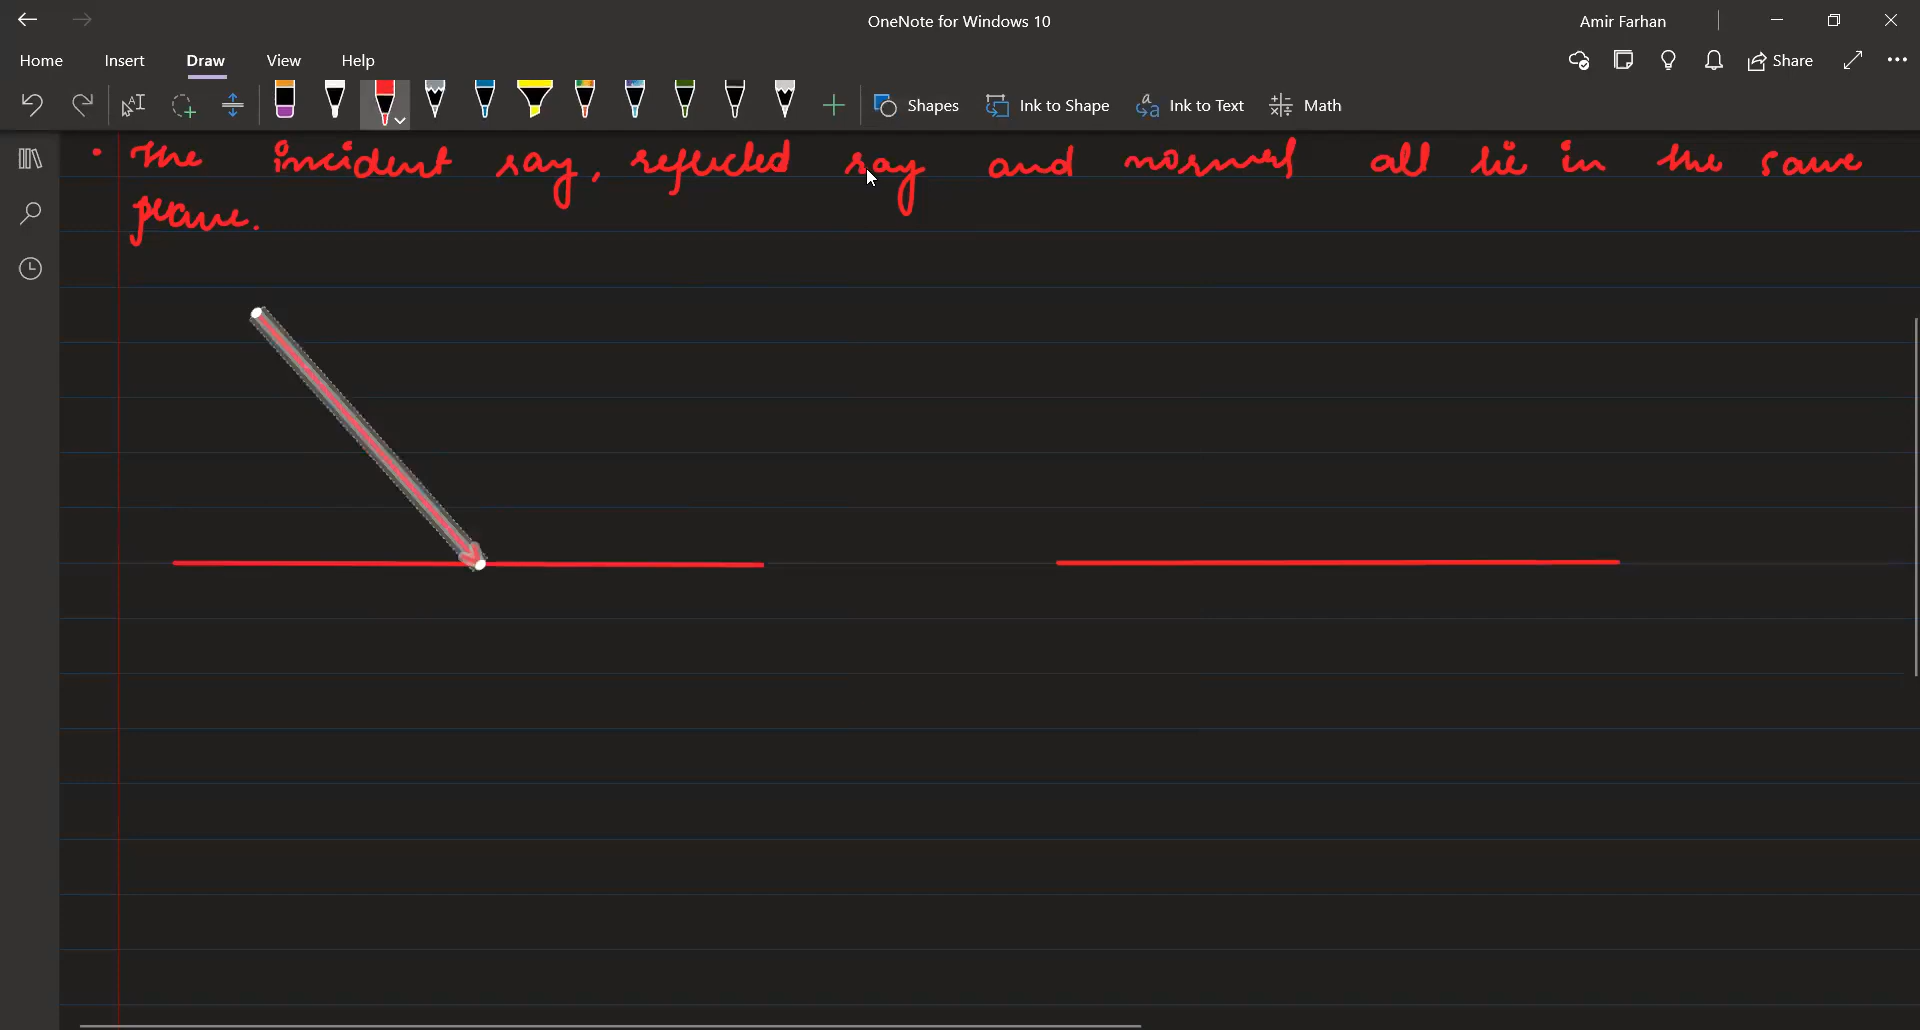 OneNote for Windows 10
Amir Farhan
Home Insert Draw View Help
Share
Shapes Ink to Shape Ink to Text Math
• The incident ray, reflected ray and normal all lie in the same
plane.